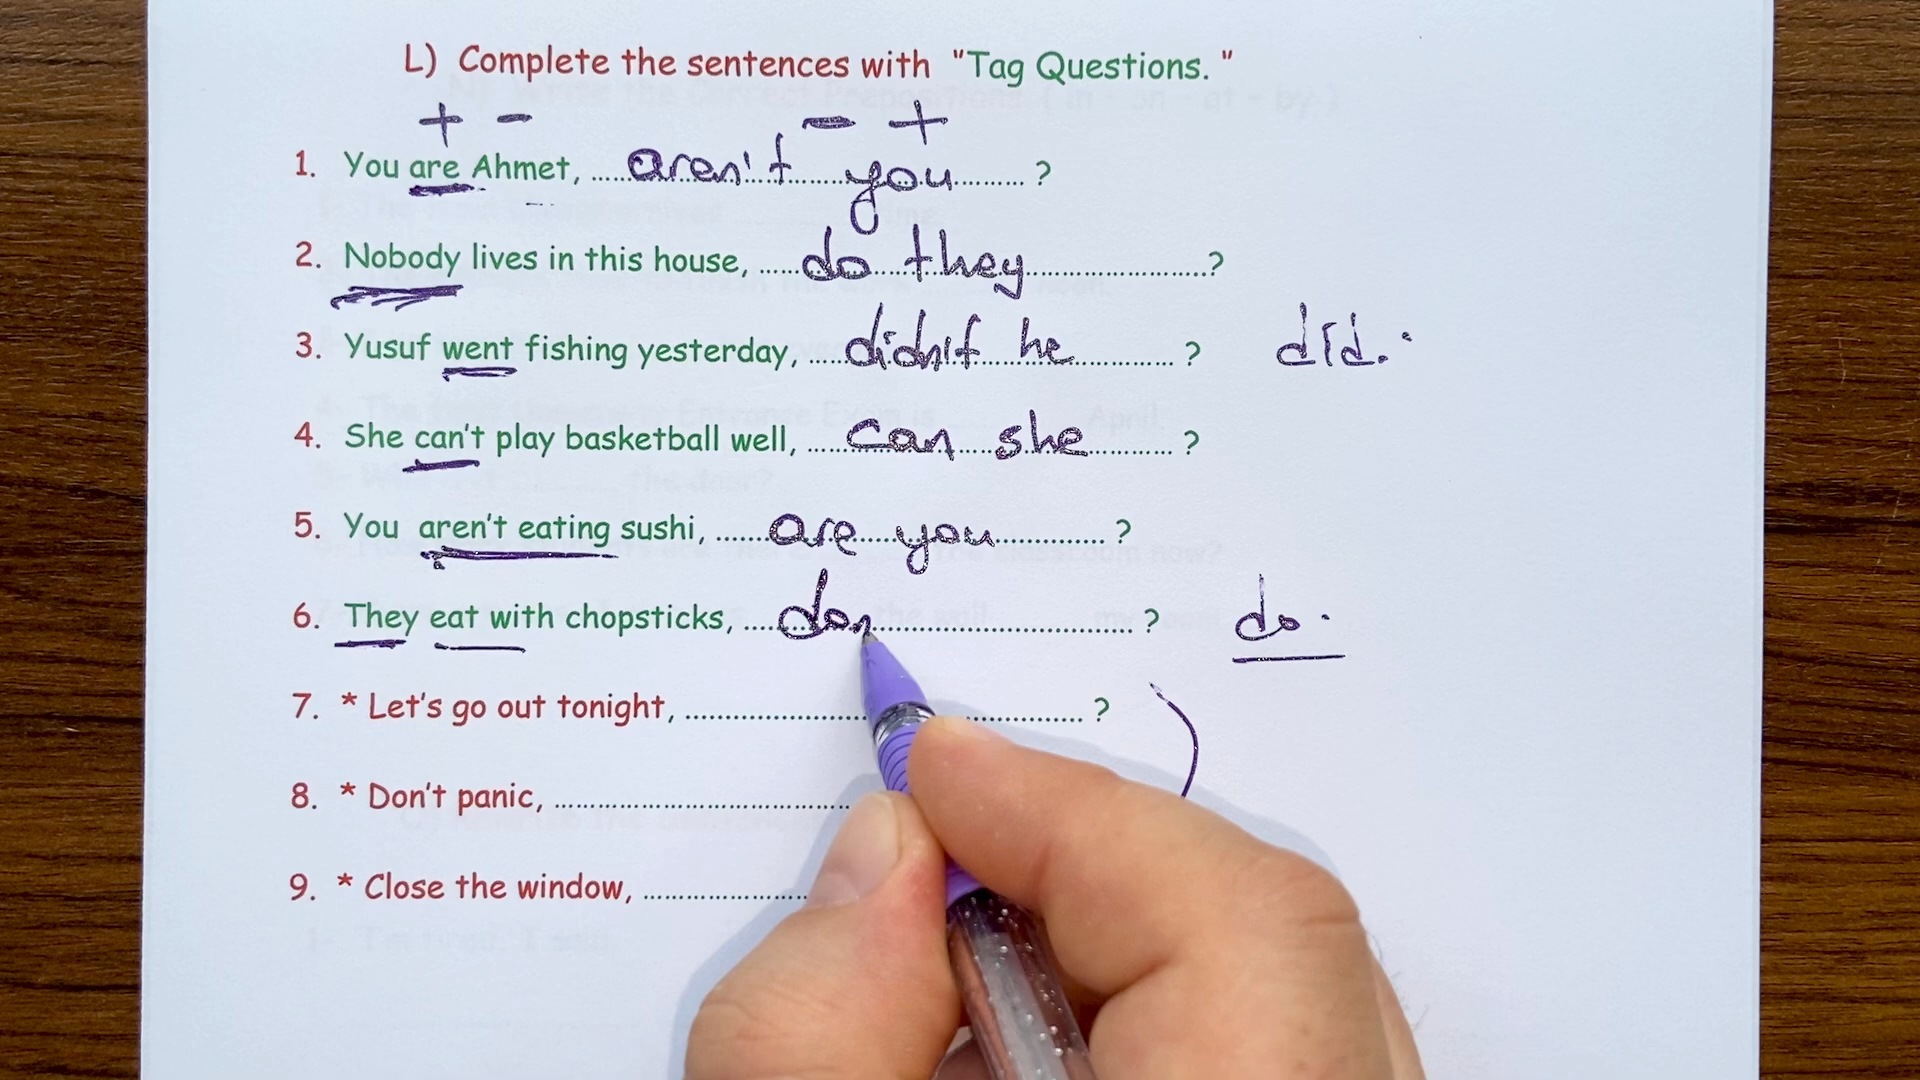 L) Complete the sentences with "Tag Questions. "
+ - - +
1. You are Ahmet, ...... aren't you ............ ?
2. Nobody lives in this house, ...... do they ............ ?
3. Yusuf went fishing yesterday, ...... didn't he ............ ? did.
4. She can't play basketball well, ...... can she ............ ?
5. You aren't eating sushi, ...... are you ............ ?
6. They eat with chopsticks, ...... don ............ ? do.
7. * Let's go out tonight, ........................ ?
8. * Don't panic, ........................
9. * Close the window, ........................